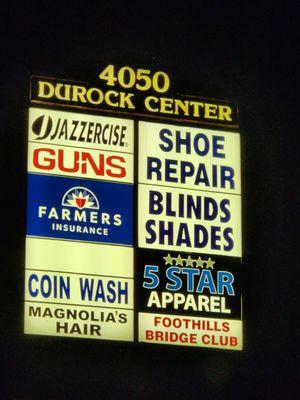 4050
DUROCK CENTER
JAZZERCISE
GUNS
FARMERS
INSURANCE
COIN WASH
MAGNOLIA'S
HAIR
SHOE
REPAIR
BLINDS
SHADES
5 STAR
APPAREL
FOOTHILLS
BRIDGE CLUB